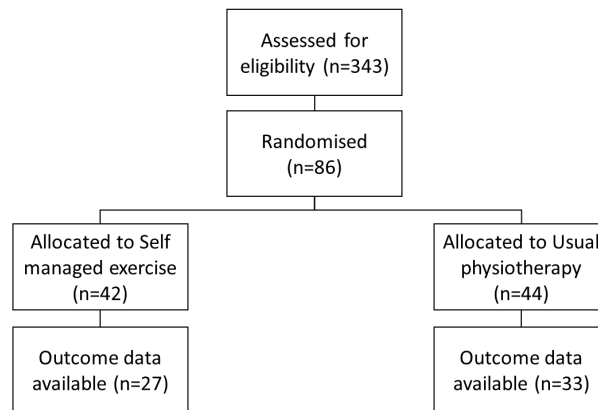 Assessed for
eligibility (n=343)
Randomised
(n=86)
Allocated to Self
managed exercise
(n=42)
Allocated to Usual
physiotherapy
(n=44)
Outcome data
available (n=27)
Outcome data
available (n=33)